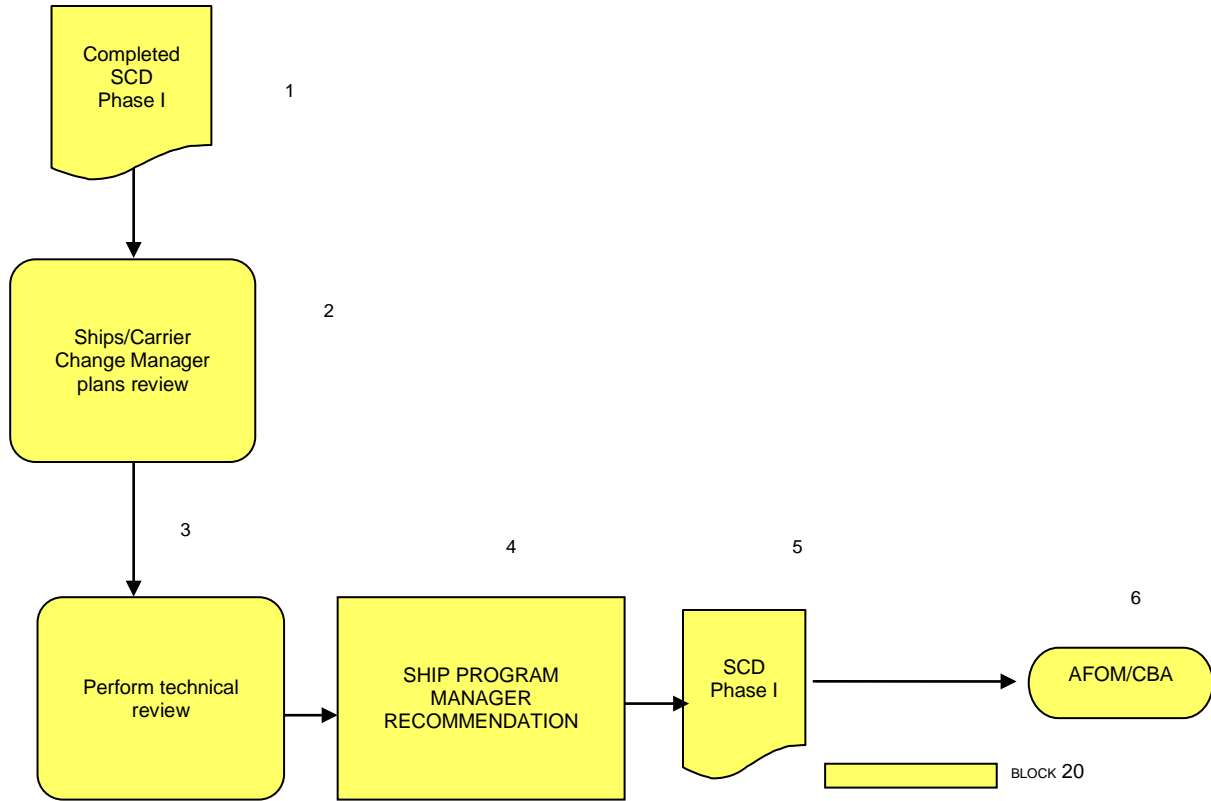 Completed
SCD
Phase I
1
2
Ships/Carrier
Change Manager
plans review
3
4
5
6
Perform technical
review
SHIP PROGRAM
MANAGER
RECOMMENDATION
SCD
Phase I
AFOM/CBA
BLOCK 20